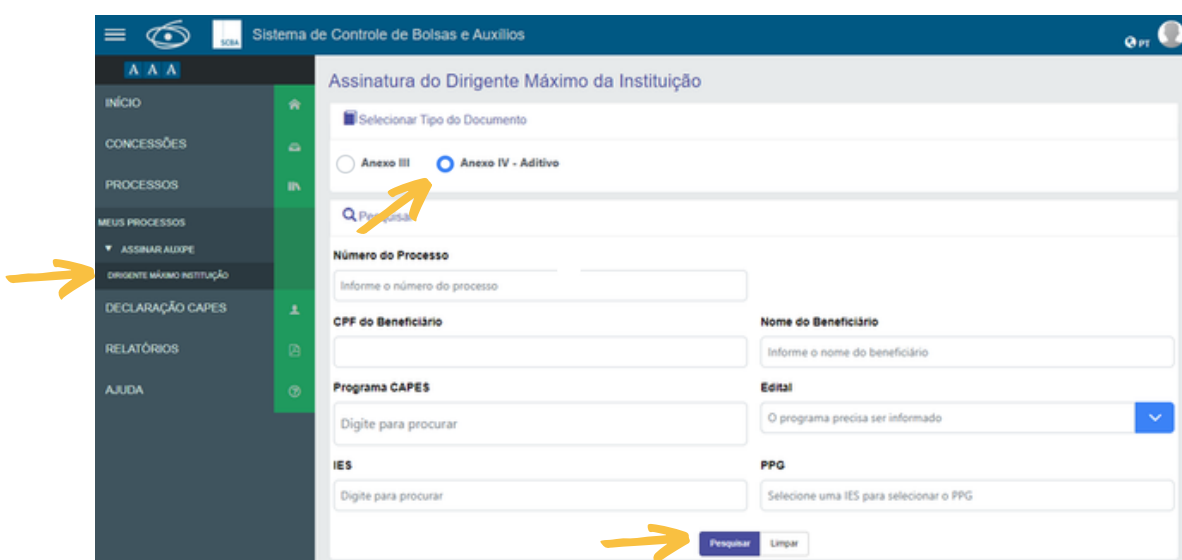 SCBA
Sistema de Controle de Bolsas e Auxílios
PT
A A A
INÍCIO
CONCESSÕES
PROCESSOS
MEUS PROCESSOS
ASSINAR AUXPE
DIRIGENTE MÁXIMO INSTITUIÇÃO
DECLARAÇÃO CAPES
RELATÓRIOS
AJUDA
Assinatura do Dirigente Máximo da Instituição
Selecionar Tipo do Documento
Anexo III Anexo IV - Aditivo
Pesquisar
Número do Processo
Informe o número do processo
CPF do Beneficiário Nome do Beneficiário
Informe o nome do beneficiário
Programa CAPES Edital
Digite para procurar O programa precisa ser informado
IES PPG
Digite para procurar Selecione uma IES para selecionar o PPG
Pesquisar Limpar